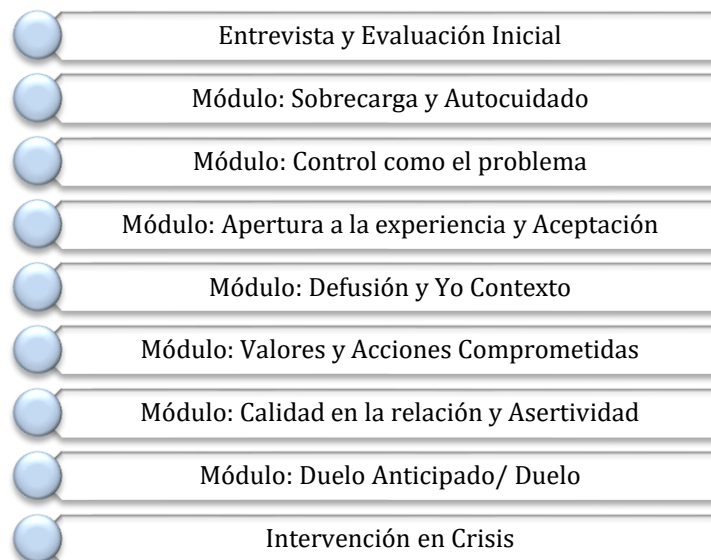 Entrevista y Evaluación Inicial
Módulo: Sobrecarga y Autocuidado
Módulo: Control como el problema
Módulo: Apertura a la experiencia y Aceptación
Módulo: Defusión y Yo Contexto
Módulo: Valores y Acciones Comprometidas
Módulo: Calidad en la relación y Asertividad
Módulo: Duelo Anticipado/ Duelo
Intervención en Crisis